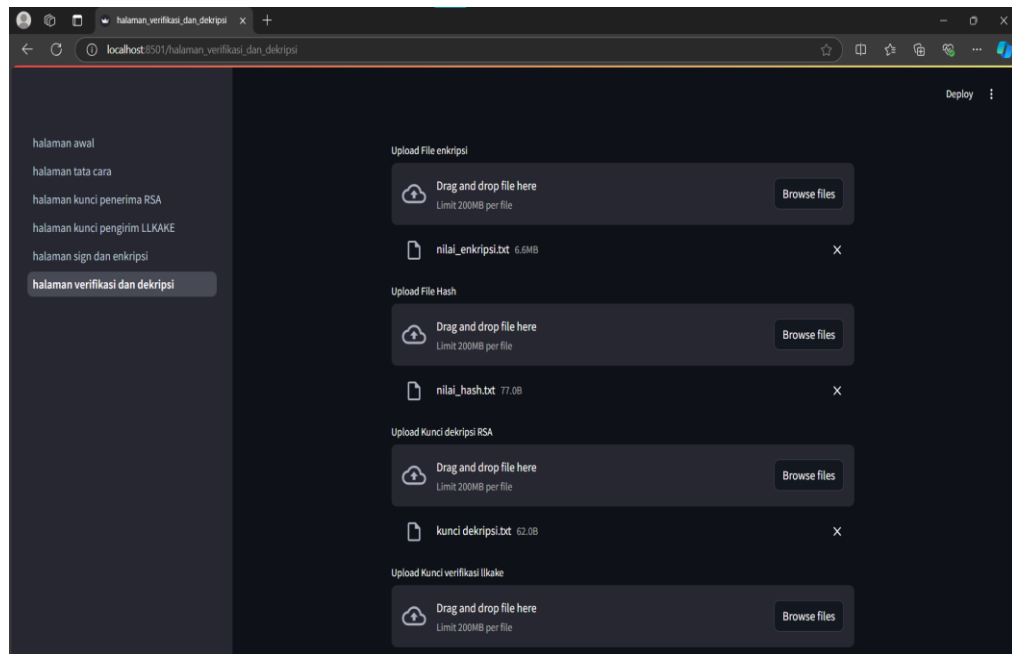 halaman_verifikasi_dan_dekripsi
localhost:8501/halaman_verifikasi_dan_dekripsi
Deploy
halaman awal
halaman tata cara
halaman kunci penerima RSA
halaman kunci pengirim LLKAKE
halaman sign dan enkripsi
halaman verifikasi dan dekripsi
Upload File enkripsi
Drag and drop file here
Limit 200MB per file
Browse files
nilai_enkripsi.txt 6.6MB
Upload File Hash
Drag and drop file here
Limit 200MB per file
Browse files
nilai_hash.txt 77.0B
Upload Kunci dekripsi RSA
Drag and drop file here
Limit 200MB per file
Browse files
kunci dekripsi.txt 62.0B
Upload Kunci verifikasi llkake
Drag and drop file here
Limit 200MB per file
Browse files